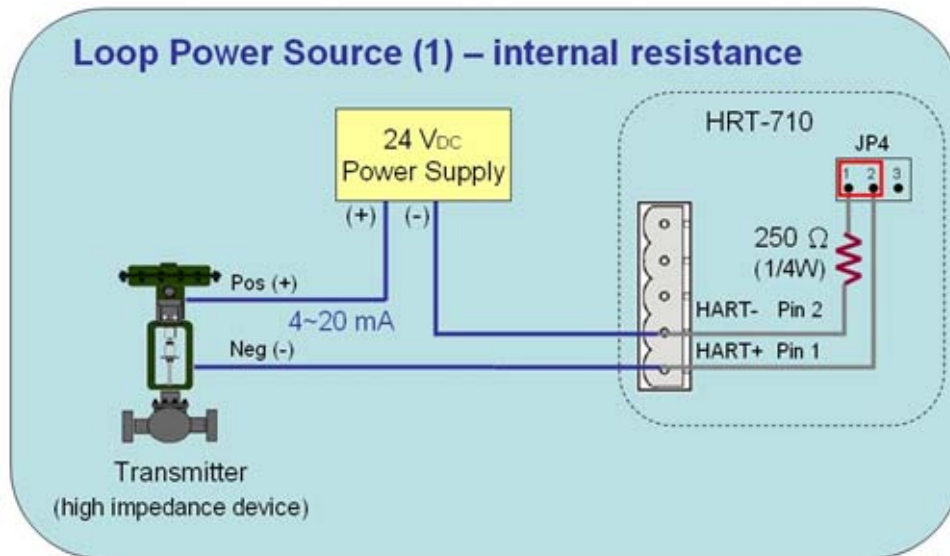 Loop Power Source (1) – internal resistance
24 VDC
Power Supply
(+)
(-)
HRT-710
JP4
1 2 3
250 Ω
(1/4W)
Pos (+)
4~20 mA
HART- Pin 2
Neg (-)
HART+ Pin 1
Transmitter
(high impedance device)